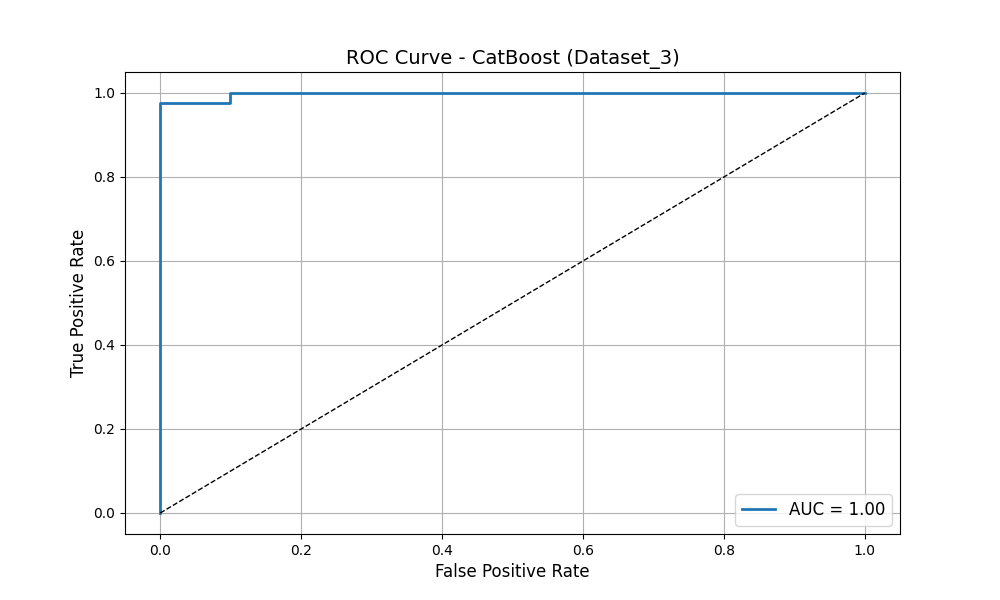 ROC Curve - CatBoost (Dataset_3)
True Positive Rate
1.0
0.8
0.6
0.4
0.2
0.0
AUC = 1.00
0.0 0.2 0.4 0.6 0.8 1.0
False Positive Rate